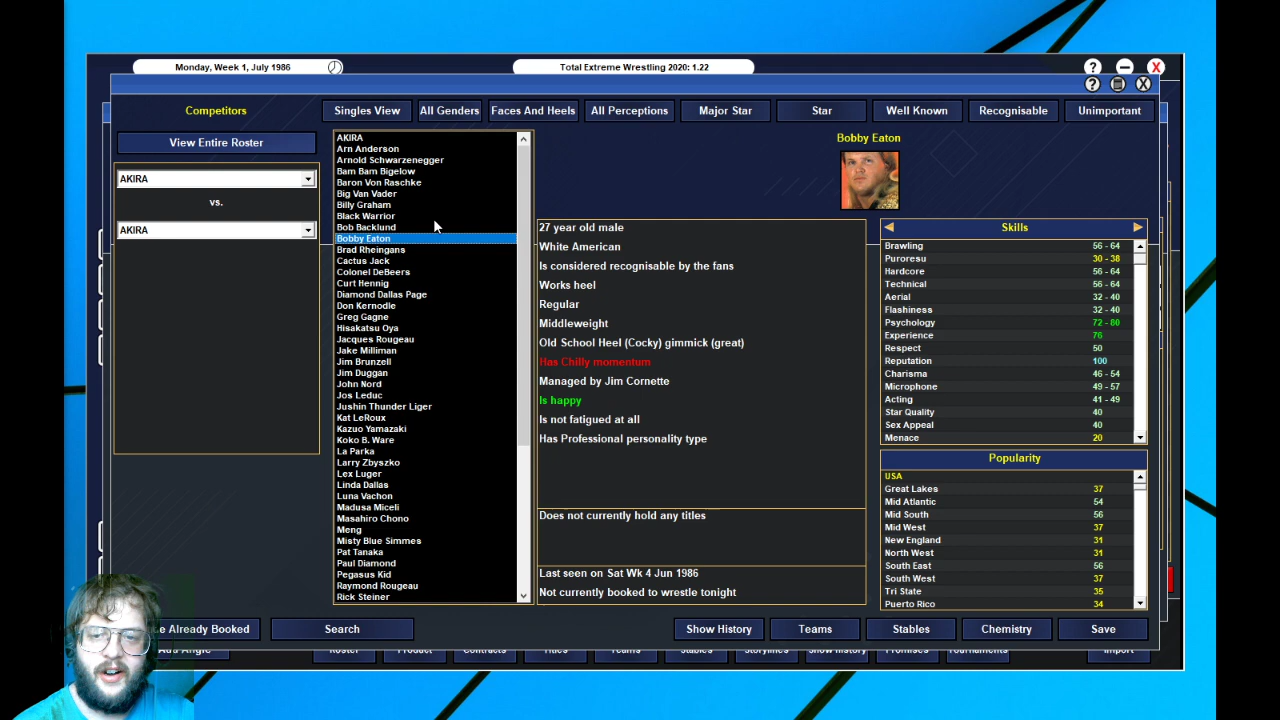 Monday, Week 1, July 1986
Total Extreme Wrestling 2020: 1.22
? X
? X
Competitors
Singles View
All Genders
Faces And Heels
All Perceptions
Major Star
Star
Well Known
Recognisable
Unimportant
View Entire Roster
AKIRA
vs.
AKIRA
AKIRA
Arn Anderson
Arnold Schwarzenegger
Bam Bam Bigelow
Baron Von Raschke
Big Van Vader
Billy Graham
Black Warrior
Bob Backlund
Bobby Eaton
Brad Rheingans
Cactus Jack
Colonel DeBeers
Curt Hennig
Diamond Dallas Page
Don Kernodle
Greg Gagne
Hisakatsu Oya
Jacques Rougeau
Jake Milliman
Jim Brunzell
Jim Duggan
John Nord
Jos Leduc
Jushin Thunder Liger
Kat LeRoux
Kazuo Yamazaki
Koko B. Ware
La Parka
Larry Zbyszko
Lex Luger
Linda Dallas
Luna Vachon
Madusa Miceli
Masahiro Chono
Meng
Misty Blue Simmes
Pat Tanaka
Paul Diamond
Pegasus Kid
Raymond Rougeau
Rick Steiner
Bobby Eaton
27 year old male
White American
Is considered recognisable by the fans
Works heel
Regular
Middleweight
Old School Heel (Cocky) gimmick (great)
Has Chilly momentum
Managed by Jim Cornette
Is happy
Is not fatigued at all
Has Professional personality type
Does not currently hold any titles
Last seen on Sat Wk 4 Jun 1986
Not currently booked to wrestle tonight
Skills
Brawling 56 - 64
Puroresu 30 - 38
Hardcore 56 - 64
Technical 56 - 64
Aerial 32 - 40
Flashiness 32 - 40
Psychology 72 - 80
Experience 76
Respect 50
Reputation 100
Charisma 46 - 54
Microphone 49 - 57
Acting 41 - 49
Star Quality 40
Sex Appeal 40
Menace 20
Popularity
USA
Great Lakes 37
Mid Atlantic 54
Mid South 56
Mid West 37
New England 31
North West 31
South East 56
South West 37
Tri State 35
Puerto Rico 34
e Already Booked
Search
Show History
Teams
Stables
Chemistry
Save
Roster
Product
Contracts
Titles
Teams
Stables
Storylines
Show History
Promises
Tournaments
Import